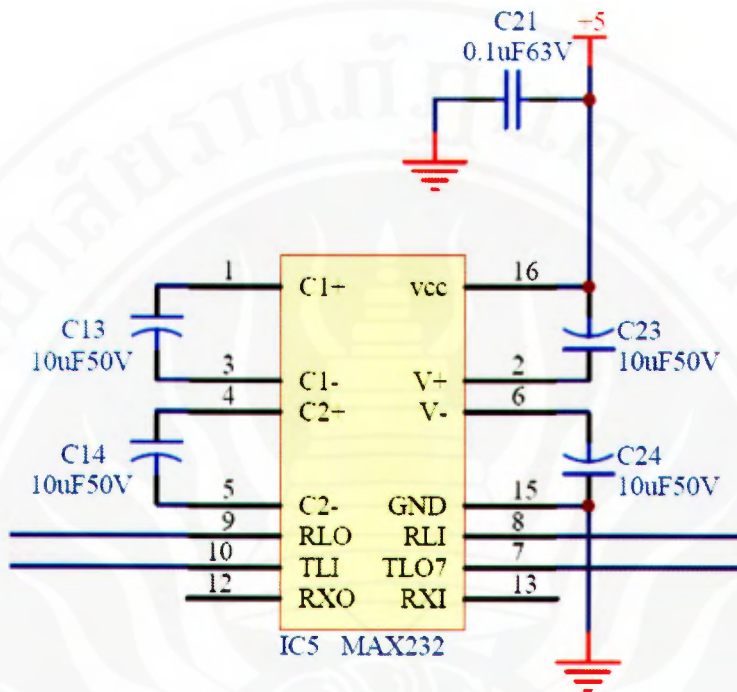 C21
0.1uF63V
+5
1
C1+
vcc
16
C13
10uF50V
C23
10uF50V
3
C1-
V+
2
4
C2+
V-
6
C14
10uF50V
C24
10uF50V
5
C2-
GND
15
9
RLO
RLI
8
10
TLI
TLO7
7
12
RXO
RXI
13
IC5 MAX232